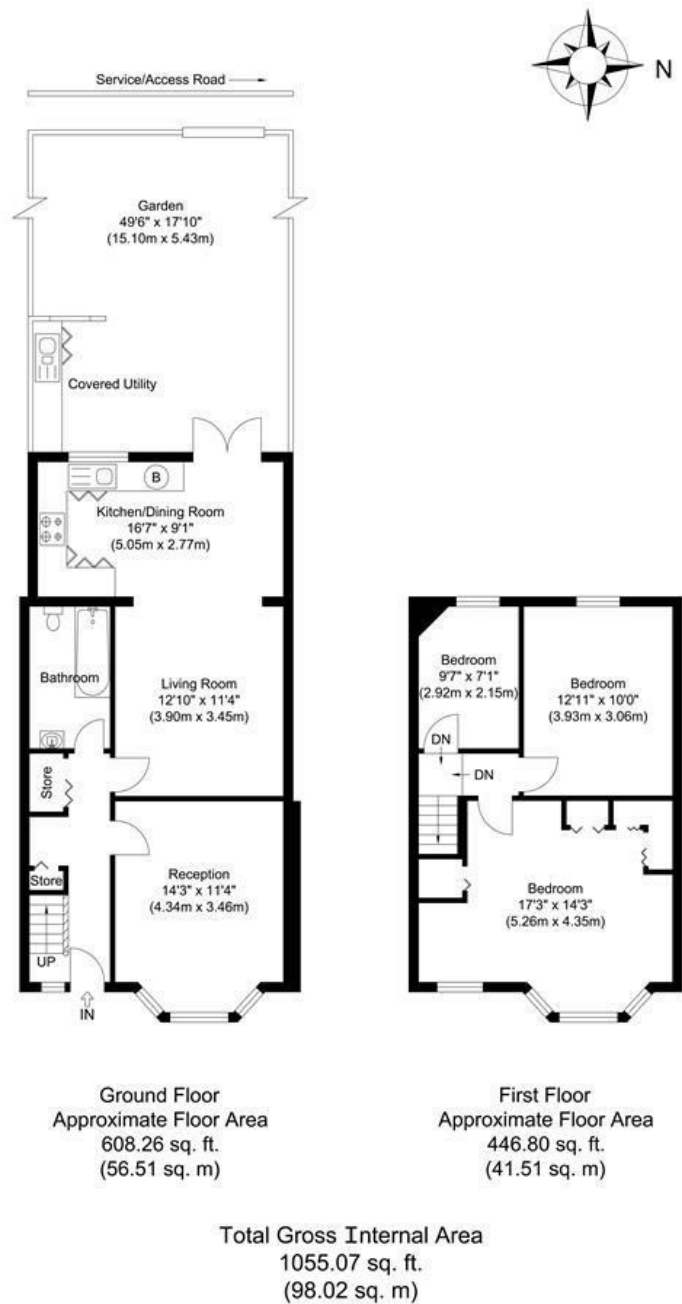 N
Service/Access Road
Garden
49'6" x 17'10"
(15.10m x 5.43m)
Covered Utility
B
Kitchen/Dining Room
16'7" x 9'1"
(5.05m x 2.77m)
Bathroom
Living Room
12'10" x 11'4"
(3.90m x 3.45m)
Store
Store
Reception
14'3" x 11'4"
(4.34m x 3.46m)
UP
IN
Bedroom
9'7" x 7'1"
(2.92m x 2.15m)
Bedroom
12'11" x 10'0"
(3.93m x 3.06m)
DN
DN
Bedroom
17'3" x 14'3"
(5.26m x 4.35m)
Ground Floor
Approximate Floor Area
608.26 sq. ft.
(56.51 sq. m)
First Floor
Approximate Floor Area
446.80 sq. ft.
(41.51 sq. m)
Total Gross Internal Area
1055.07 sq. ft.
(98.02 sq. m)